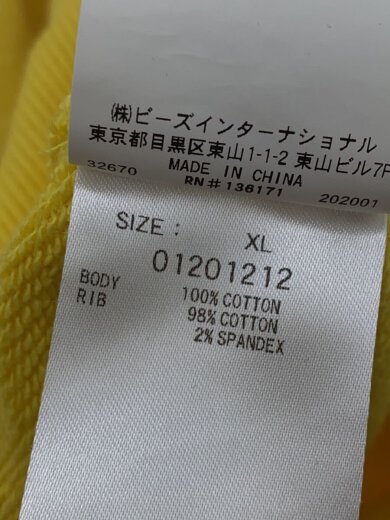 (株)ビーズインターナショナル
東京都目黒区東山1-1-2 東山ビル7F
MADE IN CHINA
32670 RN#136171 202001
SIZE: XL
01201212
BODY 100% COTTON
RIB 98% COTTON
2% SPANDEX